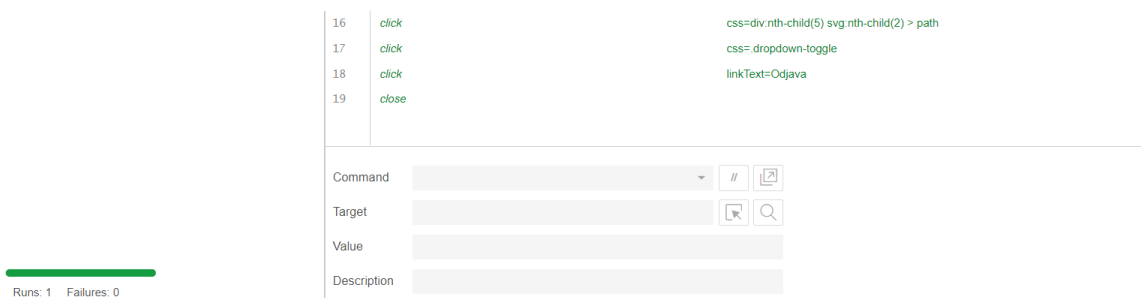 16 click css=div:nth-child(5) svg:nth-child(2) > path
17 click css=.dropdown-toggle
18 click linkText=Odjava
19 close
Command //
Target
Value
Description
Runs: 1 Failures: 0